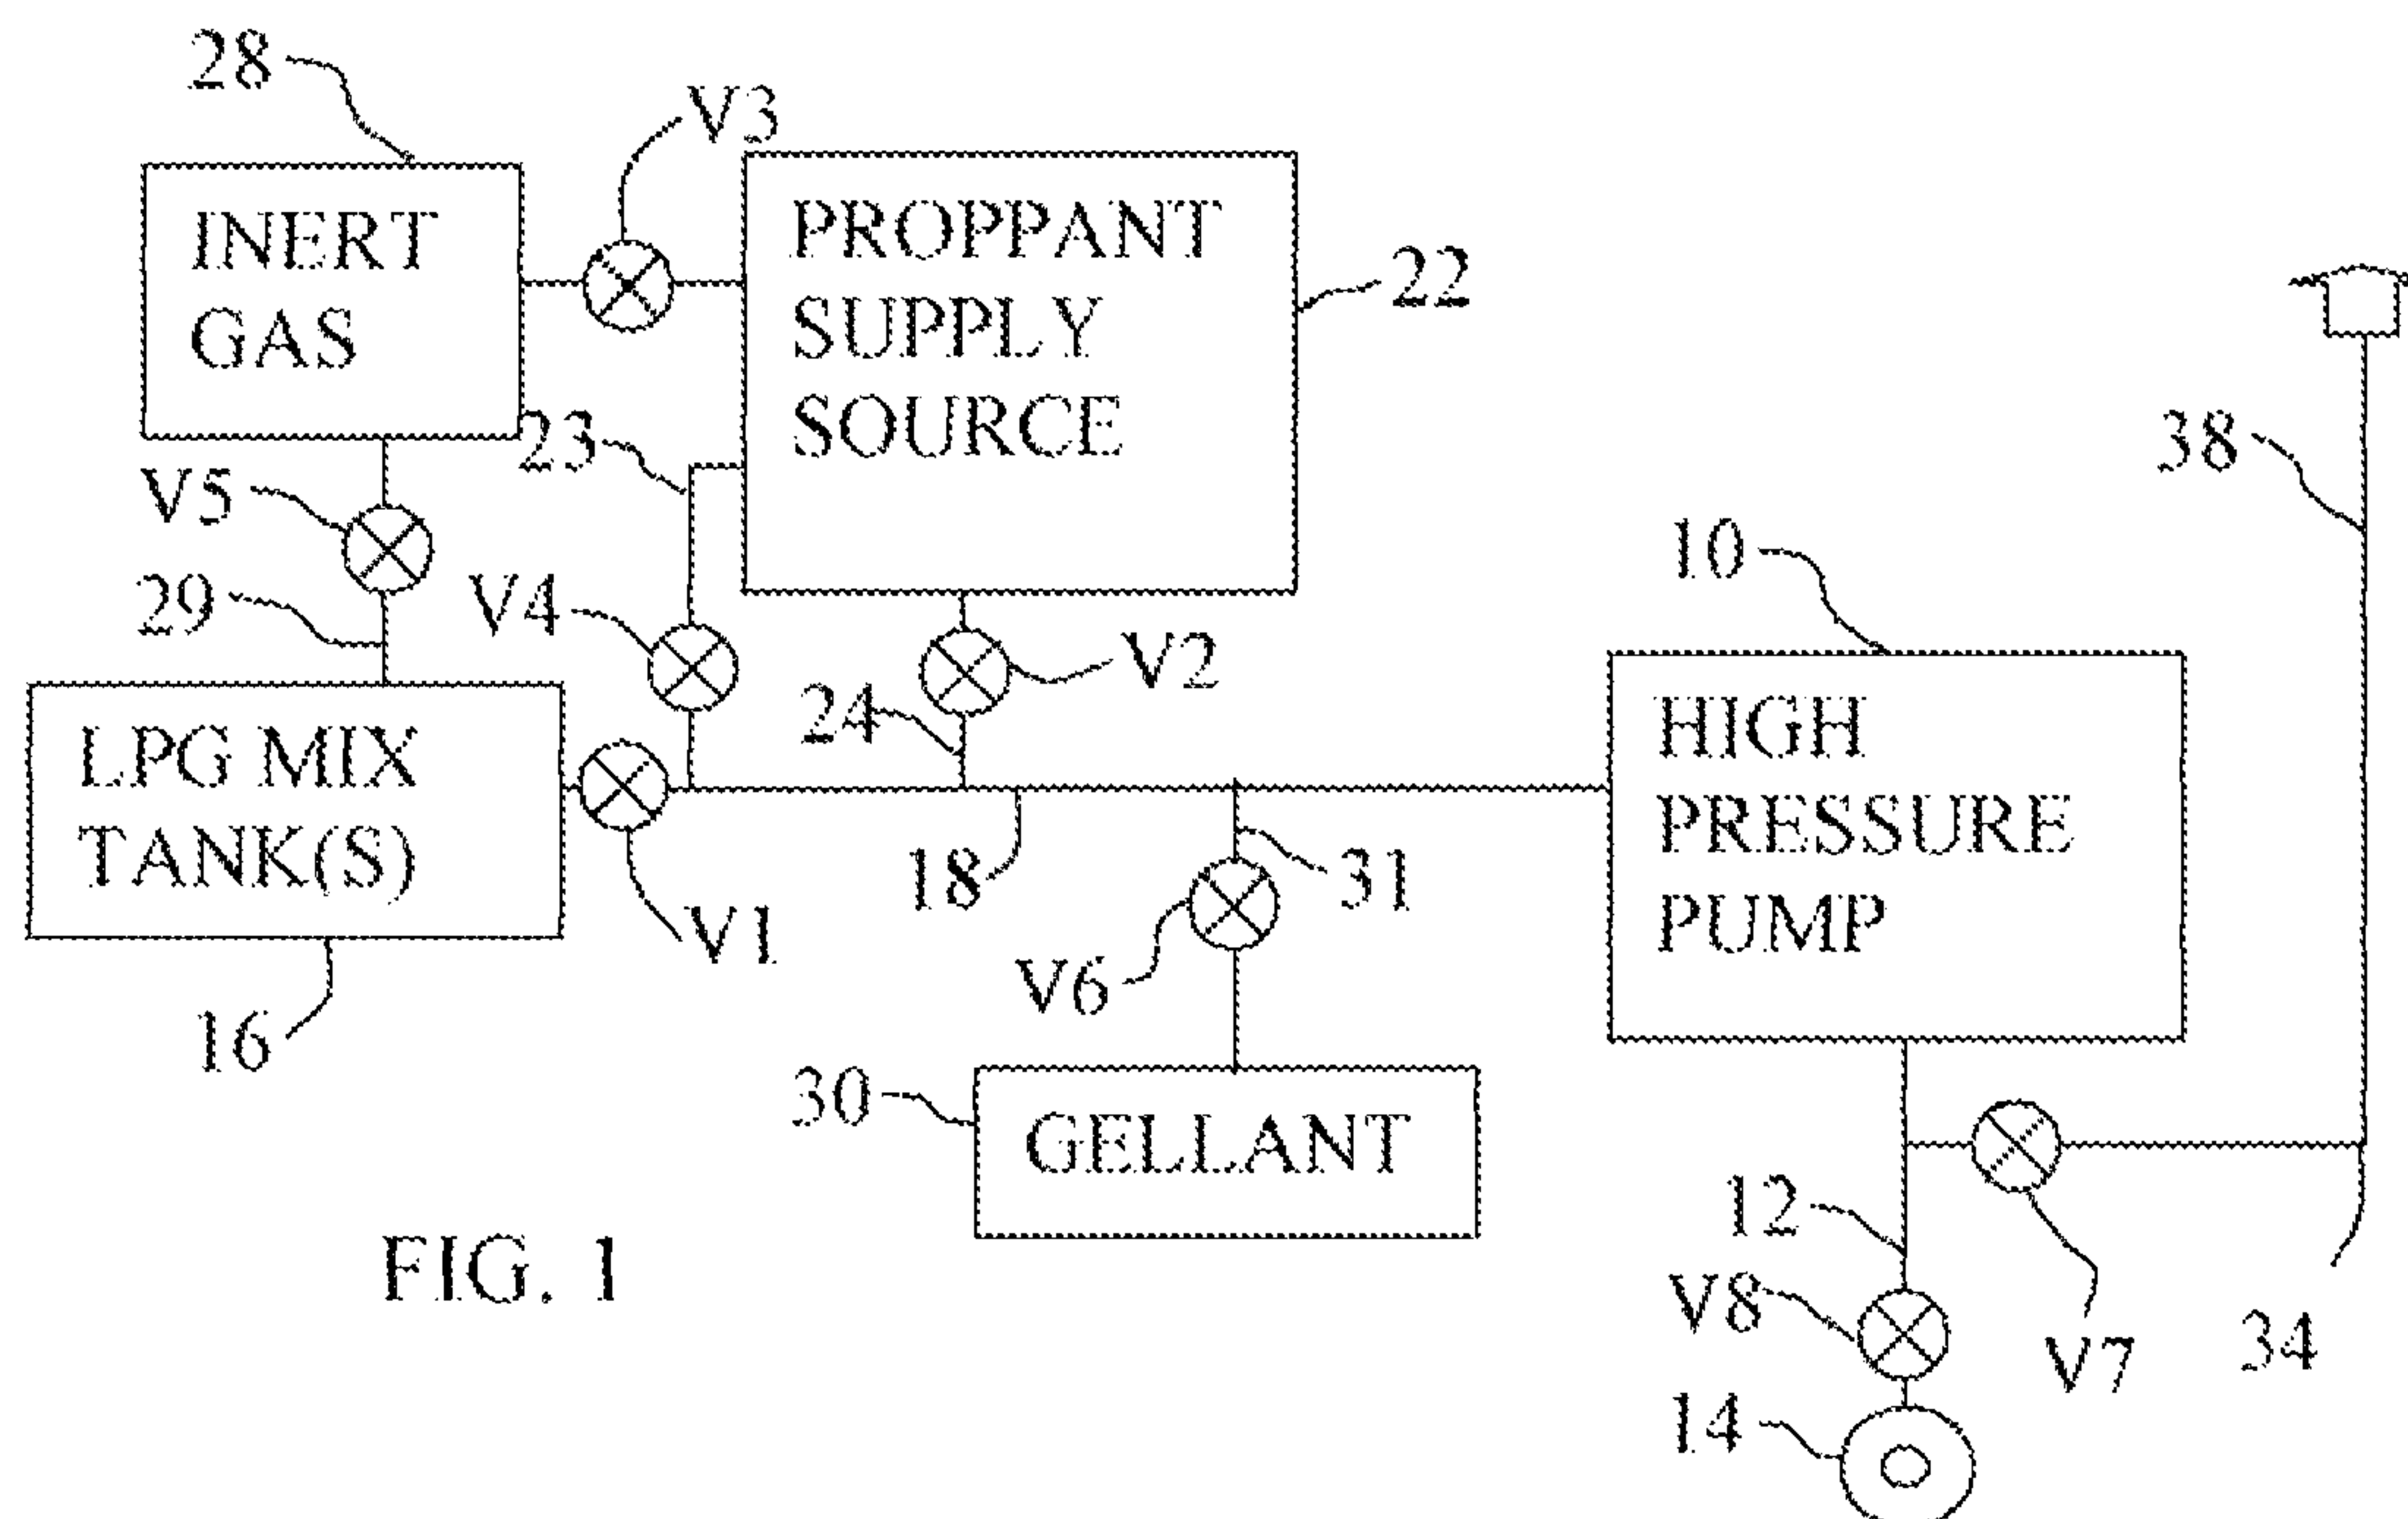 28
V3
INERT
GAS
PROPPANT
SUPPLY
SOURCE
22
23
38
V5
10
29
V4
V2
24
LPG MIX
TANK(S)
HIGH
PRESSURE
PUMP
18
31
V1
V6
16
30
GELLANT
12
FIG. 1
V8
V7
34
14